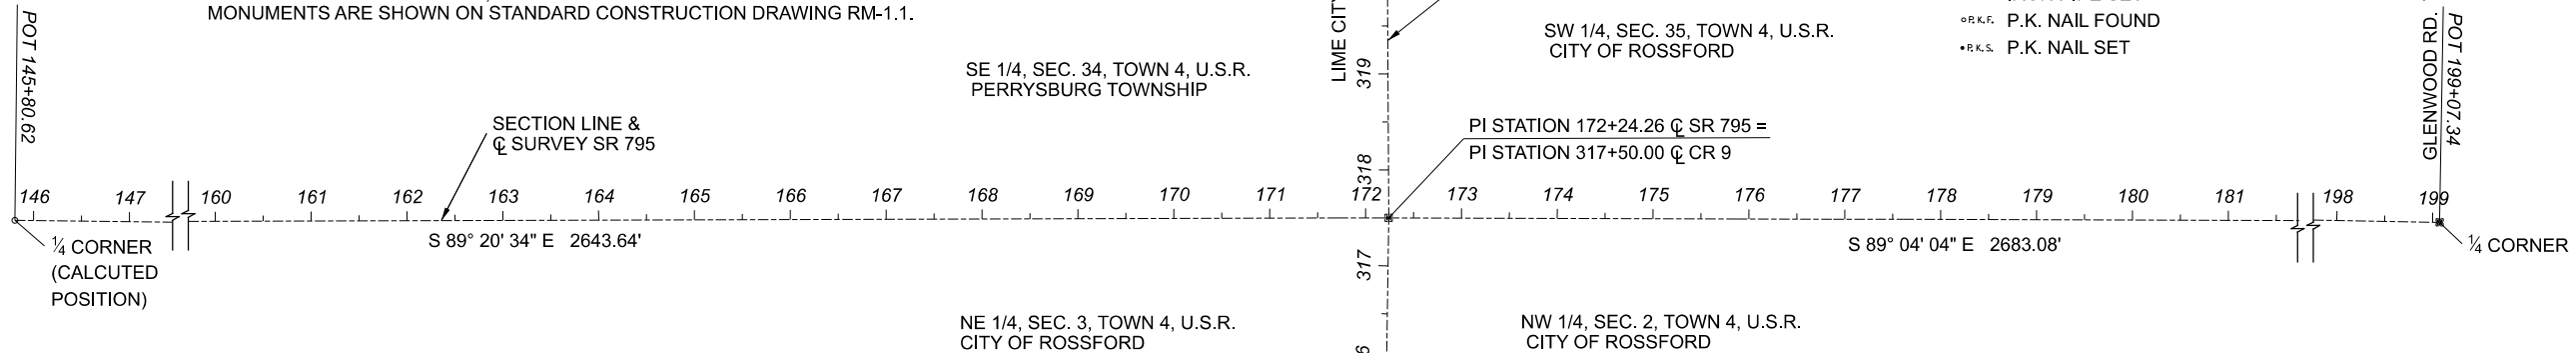 MONUMENTS ARE SHOWN ON STANDARD CONSTRUCTION DRAWING RM-1.1.
POT 145+80.62
SECTION LINE &
℄ SURVEY SR 795
SE 1/4, SEC. 34, TOWN 4, U.S.R.
PERRYSBURG TOWNSHIP
LIME CITY
319
318
317
SW 1/4, SEC. 35, TOWN 4, U.S.R.
CITY OF ROSSFORD
P.K.F. P.K. NAIL FOUND
P.K.S. P.K. NAIL SET
GLENWOOD RD.
POT 199+07.34
PI STATION 172+24.26 ℄ SR 795 =
PI STATION 317+50.00 ℄ CR 9
146 147 160 161 162 163 164 165 166 167 168 169 170 171 172 173 174 175 176 177 178 179 180 181 198 199
¼ CORNER
(CALCUTED
POSITION)
S 89° 20' 34" E 2643.64'
S 89° 04' 04" E 2683.08'
¼ CORNER
NE 1/4, SEC. 3, TOWN 4, U.S.R.
CITY OF ROSSFORD
NW 1/4, SEC. 2, TOWN 4, U.S.R.
CITY OF ROSSFORD